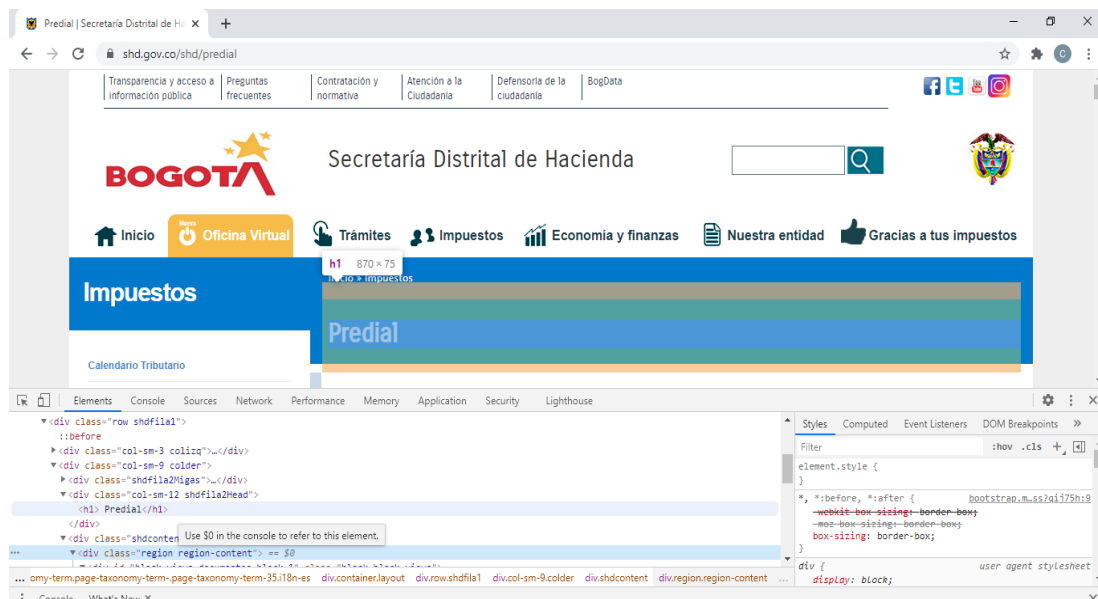 Predial | Secretaría Distrital de Ha
shd.gov.co/shd/predial
C
Transparencia y acceso a información pública
Preguntas frecuentes
Contratación y normativa
Atención a la Ciudadanía
Defensoría de la ciudadanía
BogData
BOGOTA
Secretaría Distrital de Hacienda
Inicio
Nueva
Oficina Virtual
Trámites
Impuestos
Economía y finanzas
Nuestra entidad
Gracias a tus impuestos
h1 870 × 75
Inicio » Impuestos
Impuestos
Predial
Calendario Tributario
Elements Console Sources Network Performance Memory Application Security Lighthouse
▼<div class="row shdfila1">
::before
▶<div class="col-sm-3 colizq">…</div>
▼<div class="col-sm-9 colder">
▶<div class="shdfila2Migas">…</div>
▼<div class="col-sm-12 shdfila2Head">
<h1> Predial</h1>
</div>
▼<div class="shdconten
Use $0 in the console to refer to this element.
… ▼<div class="region region-content"> == $0
… omy-term.page-taxonomy-term-.page-taxonomy-term-35.i18n-es div.container.layout div.row.shdfila1 div.col-sm-9.colder div.shdcontent div.region.region-content …
Styles Computed Event Listeners DOM Breakpoints »
Filter :hov .cls +
element.style {
}
*, *:before, *:after { bootstrap.m…ss?qij75h:9
-webkit-box-sizing: border-box;
-moz-box-sizing: border-box;
box-sizing: border-box;
}
div { user agent stylesheet
display: block;
Console What's New ×